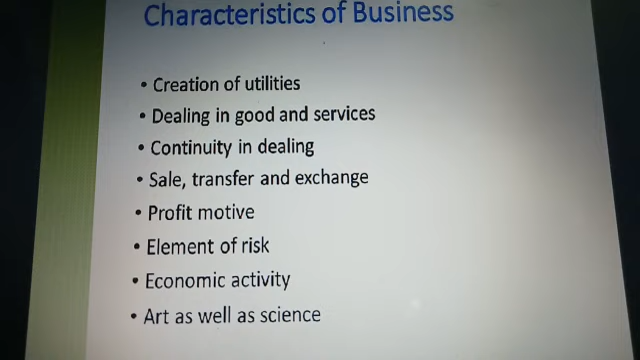 Characteristics of Business
• Creation of utilities
• Dealing in good and services
• Continuity in dealing
• Sale, transfer and exchange
• Profit motive
• Element of risk
• Economic activity
• Art as well as science